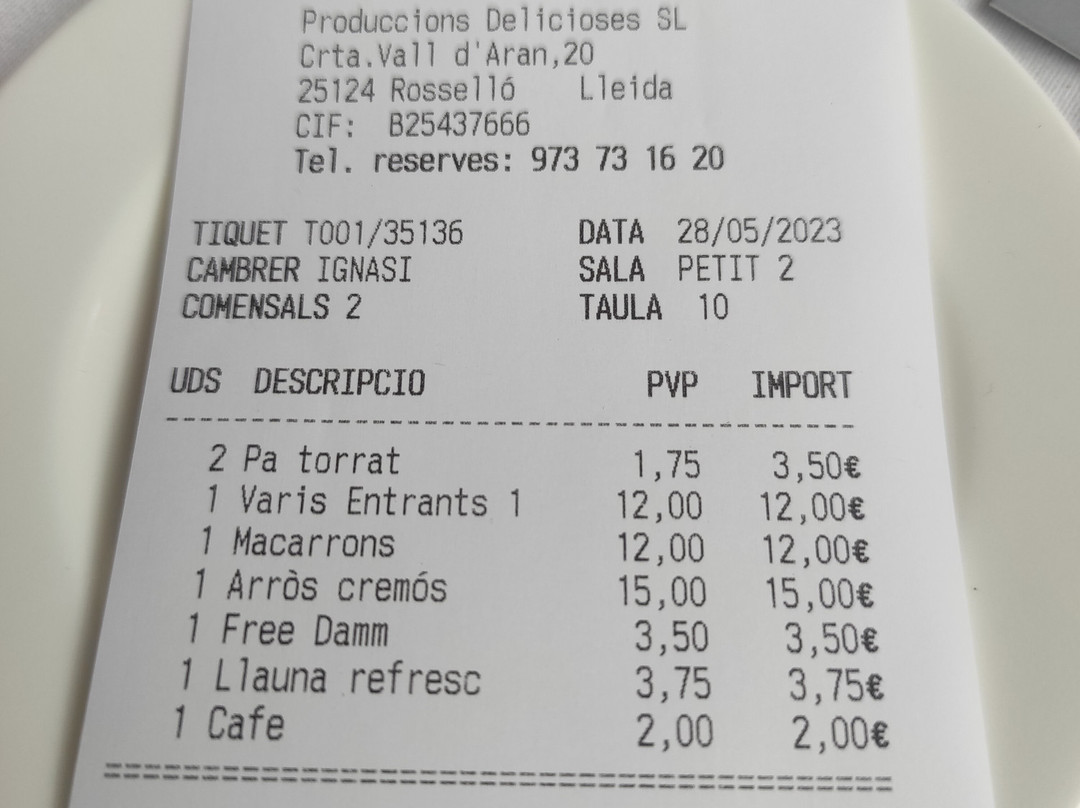 Produccions Delicioses SL
Crta.Vall d'Aran,20
25124 Rosselló Lleida
CIF: B25437666
Tel. reserves: 973 73 16 20
TIQUET T001/35136 DATA 28/05/2023
CAMBRER IGNASI SALA PETIT 2
COMENSALS 2 TAULA 10
UDS DESCRIPCIO PVP IMPORT
2 Pa torrat 1,75 3,50€
1 Varis Entrants 1 12,00 12,00€
1 Macarrons 12,00 12,00€
1 Arròs cremós 15,00 15,00€
1 Free Damm 3,50 3,50€
1 Llauna refresc 3,75 3,75€
1 Cafe 2,00 2,00€